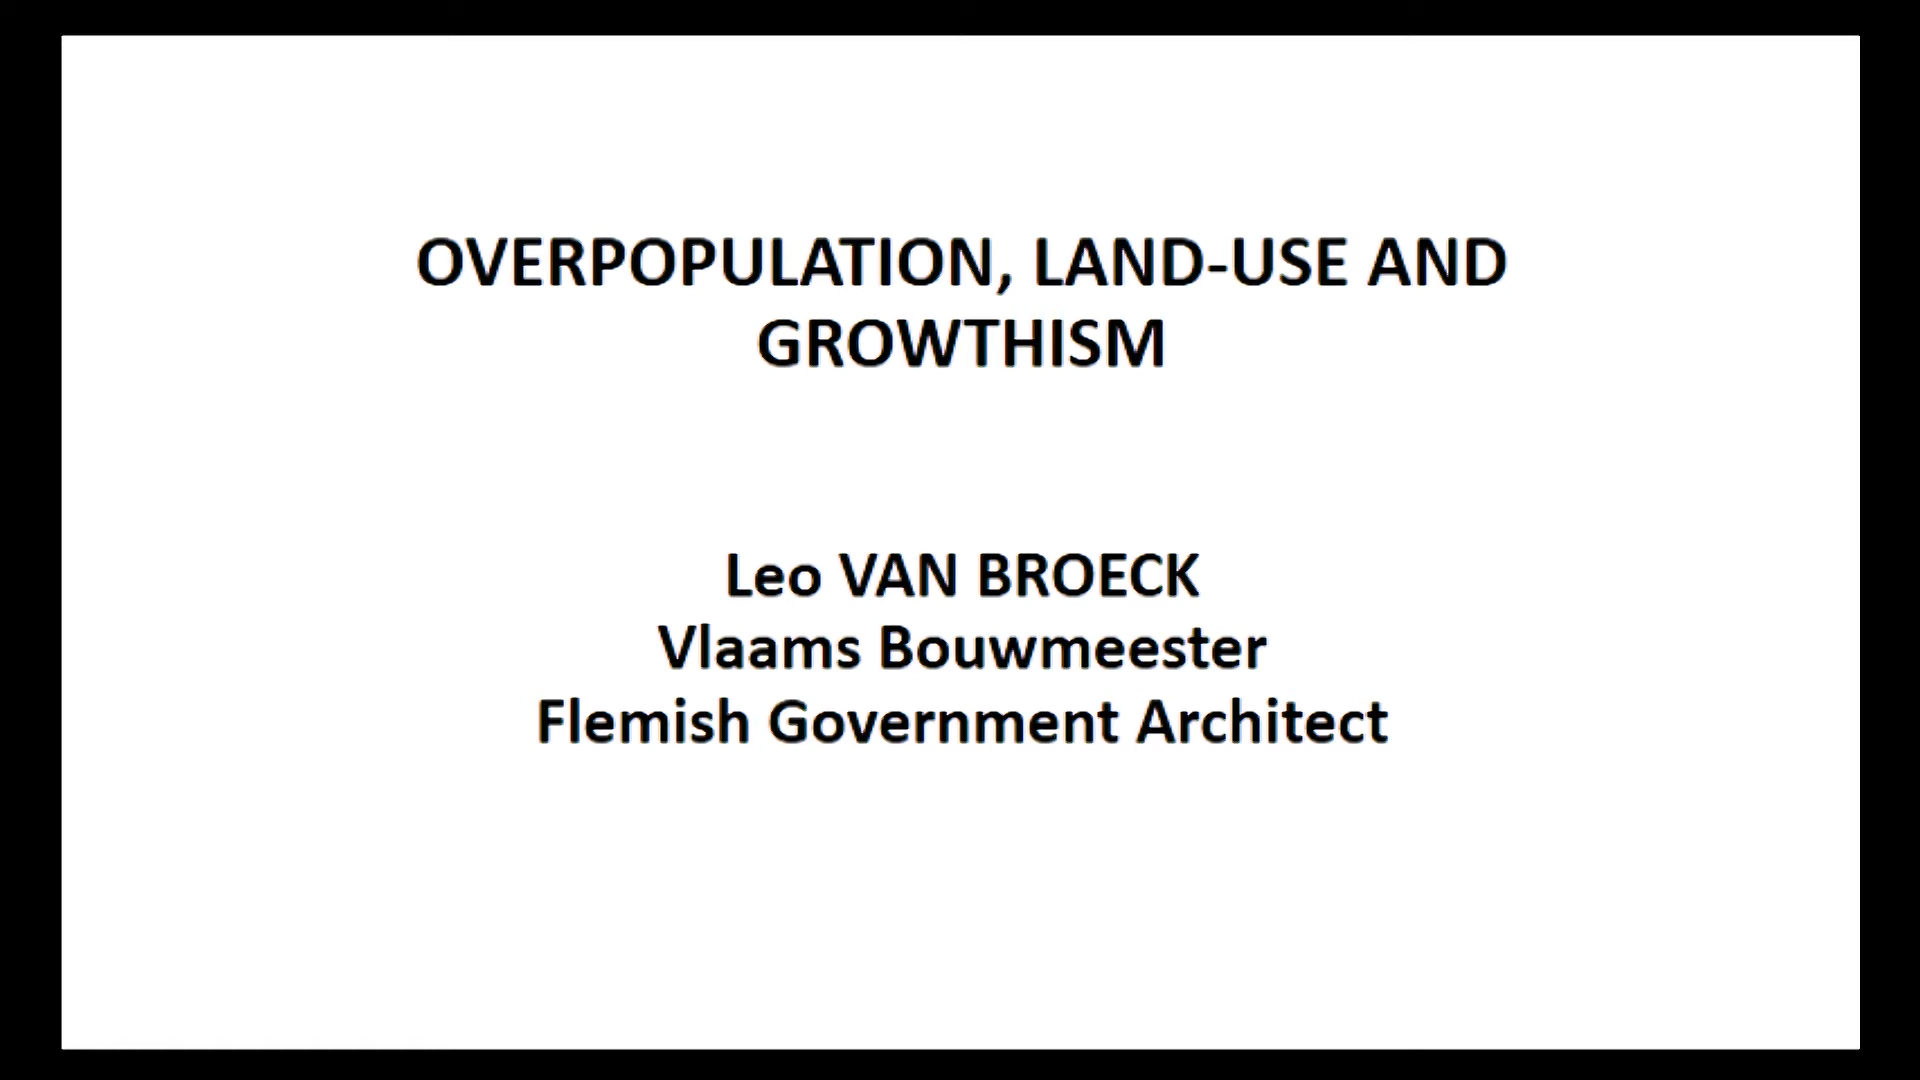 OVERPOPULATION, LAND-USE AND
GROWTHISM
Leo VAN BROECK
Vlaams Bouwmeester
Flemish Government Architect